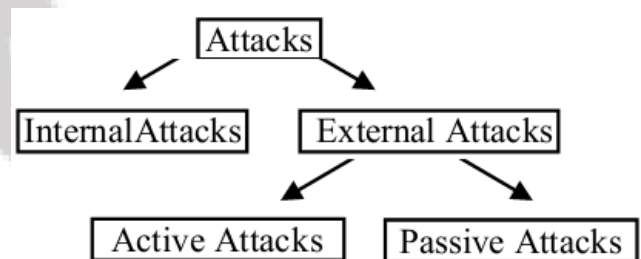 Attacks
InternalAttacks
External Attacks
Active Attacks
Passive Attacks